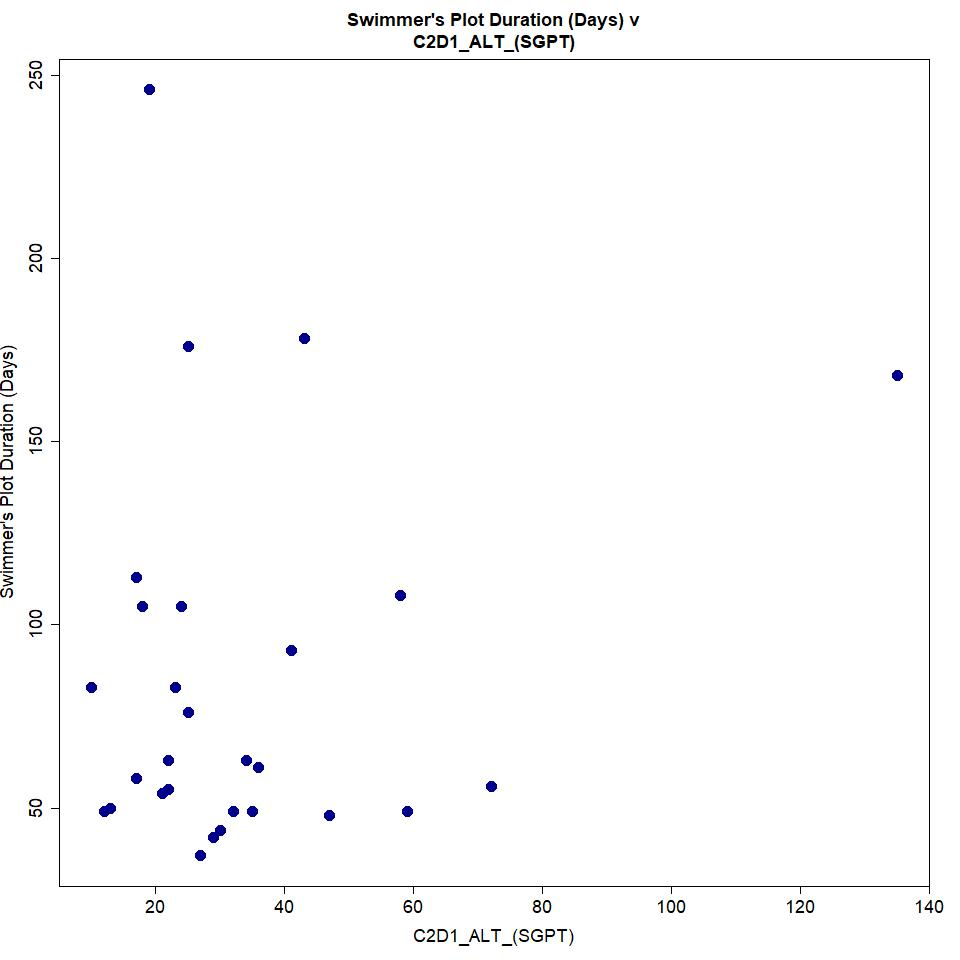 Swimmer's Plot Duration (Days) v
C2D1_ALT_(SGPT)
250
200
150
100
50
Swimmer's Plot Duration (Days)
20 40 60 80 100 120 140
C2D1_ALT_(SGPT)